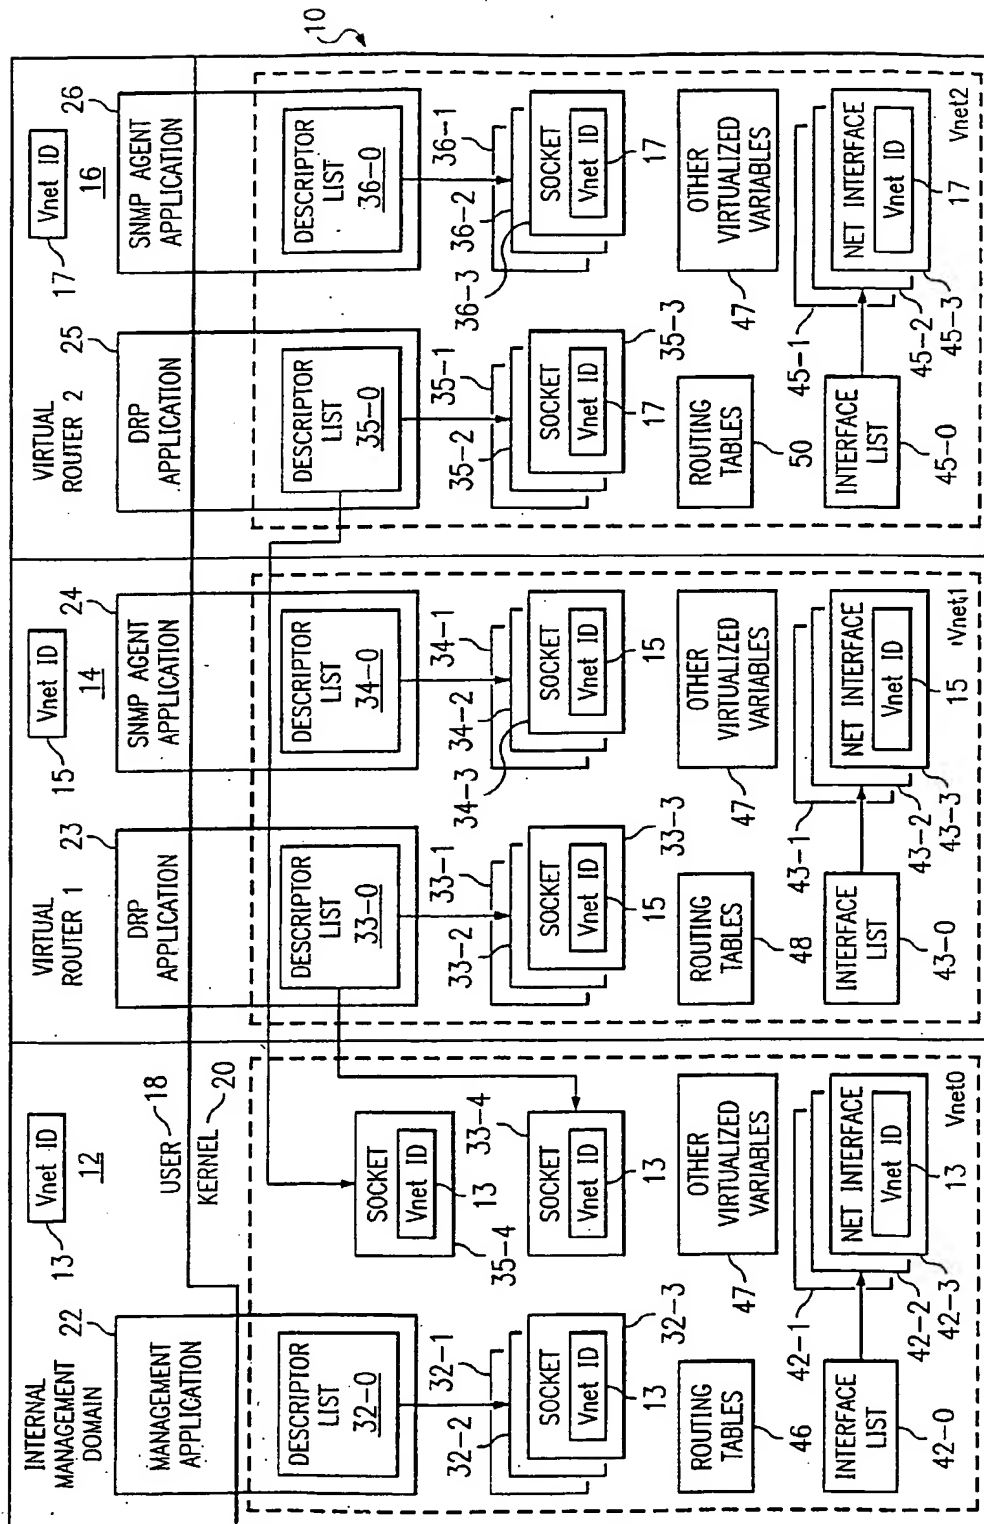 10
INTERNAL
MANAGEMENT
DOMAIN
Vnet ID
13
12
22
MANAGEMENT
APPLICATION
USER
18
KERNEL
20
DESCRIPTOR
LIST
32-0
32-1
32-2
SOCKET
Vnet ID
32-3
13
SOCKET
Vnet ID
13
35-4
SOCKET
Vnet ID
33-4
13
ROUTING
TABLES
46
OTHER
VIRTUALIZED
VARIABLES
47
INTERFACE
LIST
42-0
42-1
NET INTERFACE
Vnet ID
42-2
42-3
13
Vnet0
VIRTUAL
ROUTER 1
Vnet ID
15
14
23
DRP
APPLICATION
24
SNMP AGENT
APPLICATION
DESCRIPTOR
LIST
33-0
DESCRIPTOR
LIST
34-0
33-1
33-2
SOCKET
Vnet ID
33-3
15
34-1
34-2
34-3
SOCKET
Vnet ID
15
ROUTING
TABLES
48
OTHER
VIRTUALIZED
VARIABLES
47
INTERFACE
LIST
43-0
43-1
NET INTERFACE
Vnet ID
43-2
43-3
15
Vnet1
VIRTUAL
ROUTER 2
Vnet ID
17
16
25
DRP
APPLICATION
26
SNMP AGENT
APPLICATION
DESCRIPTOR
LIST
35-0
DESCRIPTOR
LIST
36-0
35-1
35-2
SOCKET
Vnet ID
35-3
17
36-1
36-2
36-3
SOCKET
Vnet ID
17
ROUTING
TABLES
50
OTHER
VIRTUALIZED
VARIABLES
47
INTERFACE
LIST
45-0
45-1
NET INTERFACE
Vnet ID
45-2
45-3
17
Vnet2